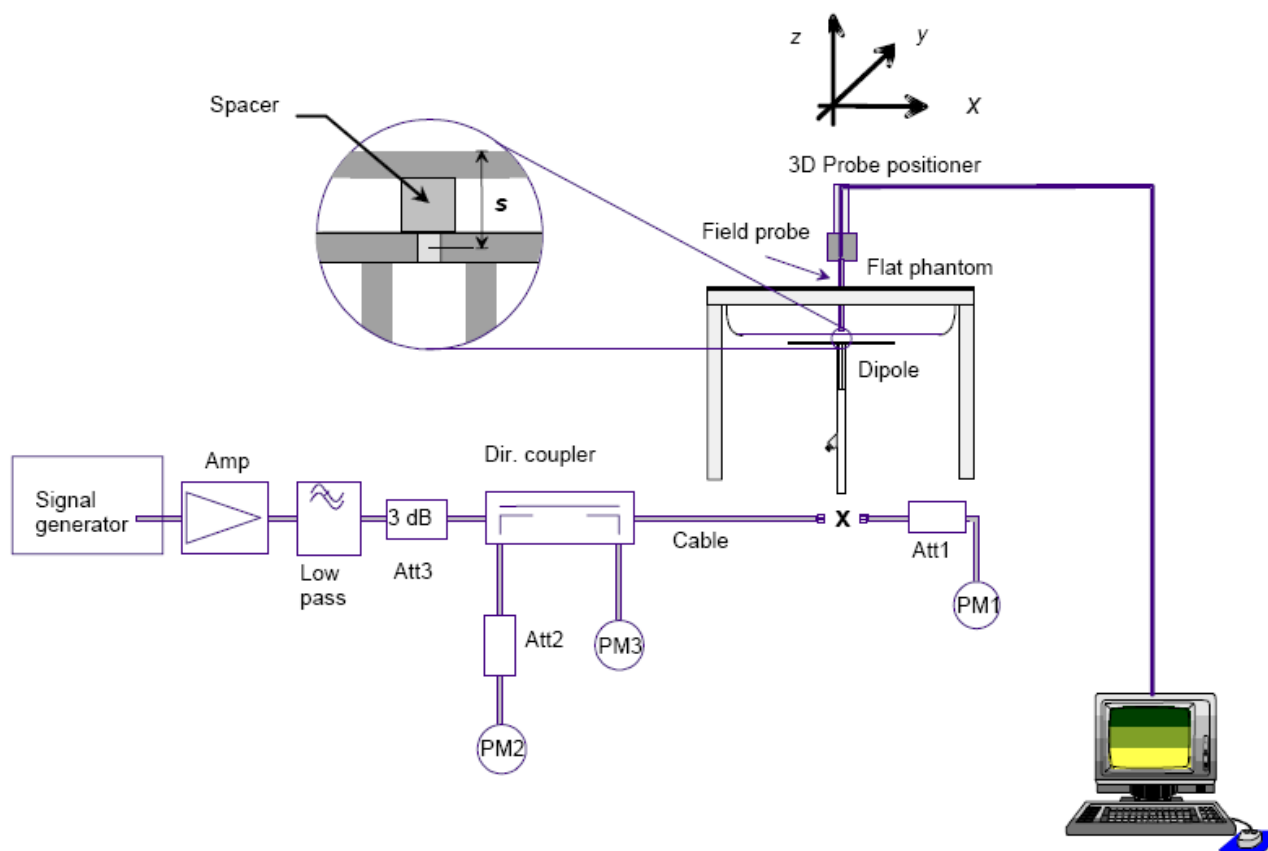 z
y
X
Spacer
s
3D Probe positioner
Field probe
Flat phantom
Dipole
Signal
generator
Amp
Low
pass
3 dB
Att3
Dir. coupler
Cable
X
Att1
PM1
Att2
PM3
PM2